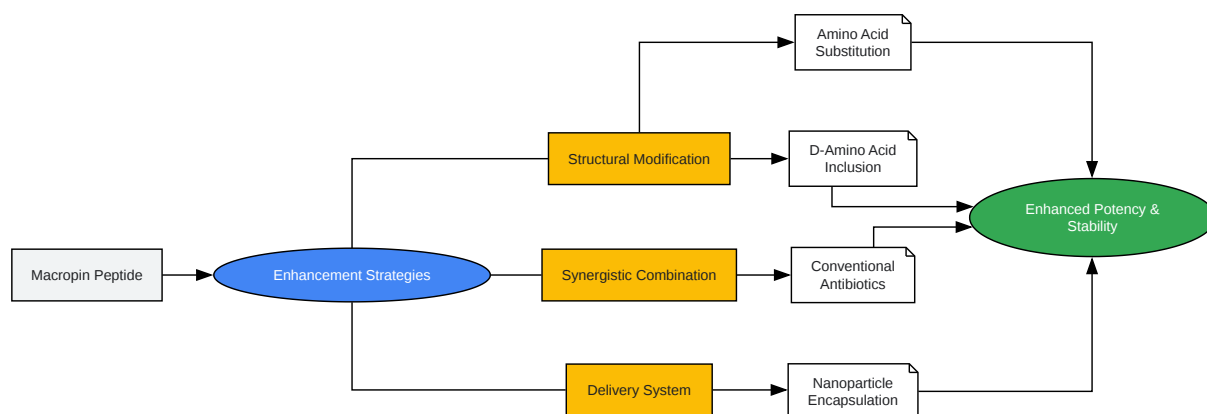 Amino Acid
Substitution
Structural Modification
D-Amino Acid
Inclusion
Enhanced Potency &
Stability
Macropin Peptide
Enhancement Strategies
Synergistic Combination
Conventional
Antibiotics
Delivery System
Nanoparticle
Encapsulation